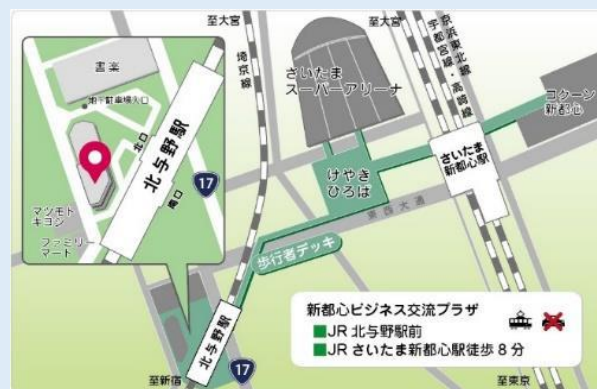 至大宮
埼京線
至大宮
京浜東北線
宇都宮線・高崎線
書楽
地下駐車場入口
北口
北与野駅
南口
17
マツモト
キヨシ
ファミリー
マート
さいたま
スーパーアリーナ
コクーン
新都心
けやき
ひろば
さいたま
新都心駅
東西大通
歩行者デッキ
北与野駅
17
至新宿
至東京
新都心ビジネス交流プラザ
JR 北与野駅前
JR さいたま新都心駅徒歩 8 分